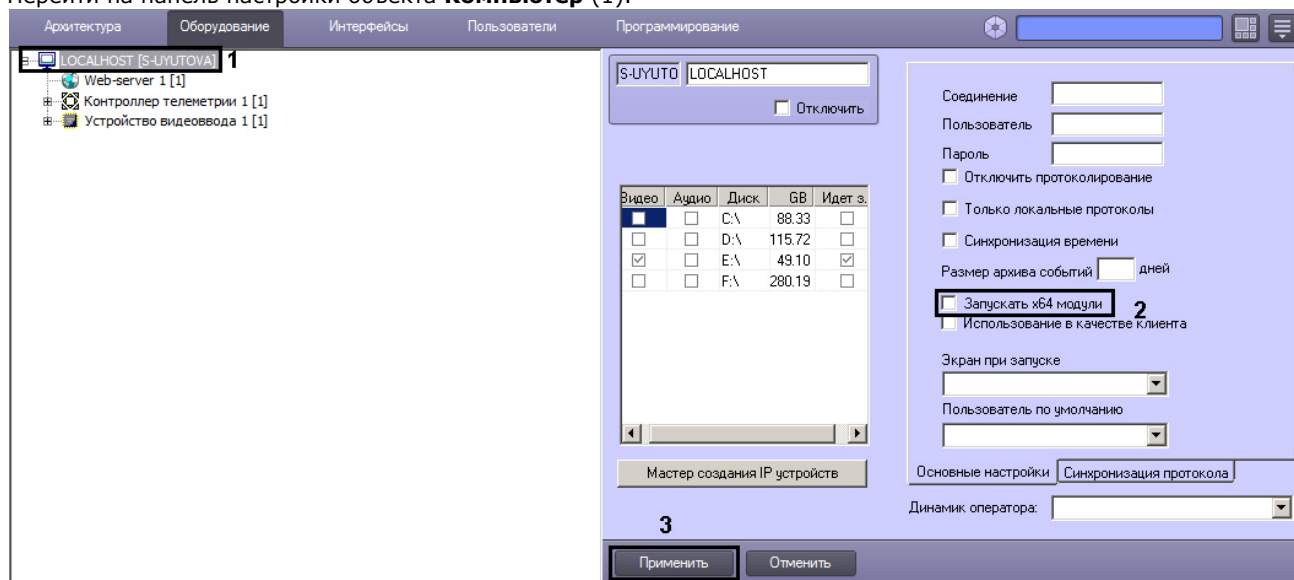 Перейти на панель настройки объекта Компьютер (1).
Архитектура Оборудование Интерфейсы Пользователи Программирование
LOCALHOST [S-UYUTOVA] 1
Web-server 1 [1]
Контроллер телеметрии 1 [1]
Устройство видеоввода 1 [1]
S-UYUTO LOCALHOST
Отключить
Видео Аудио Диск GB Идет з.
C:\ 88.33
D:\ 115.72
E:\ 49.10
F:\ 280.19
Мастер создания IP устройств
Соединение
Пользователь
Пароль
Отключить протоколирование
Только локальные протоколы
Синхронизация времени
Размер архива событий дней
Запускать x64 модули 2
Использование в качестве клиента
Экран при запуске
Пользователь по умолчанию
Основные настройки Синхронизация протокола
Динамик оператора:
3
Применить Отменить